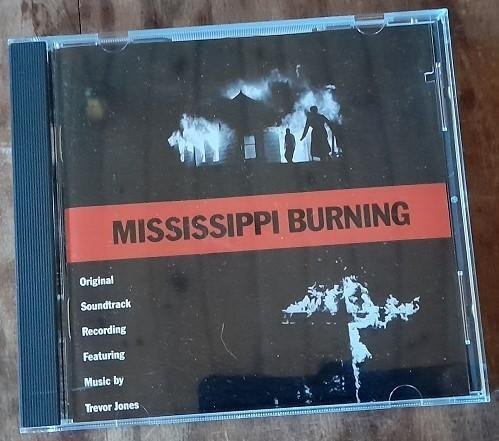 MISSISSIPPI BURNING
Original
Soundtrack
Recording
Featuring
Music by
Trevor Jones